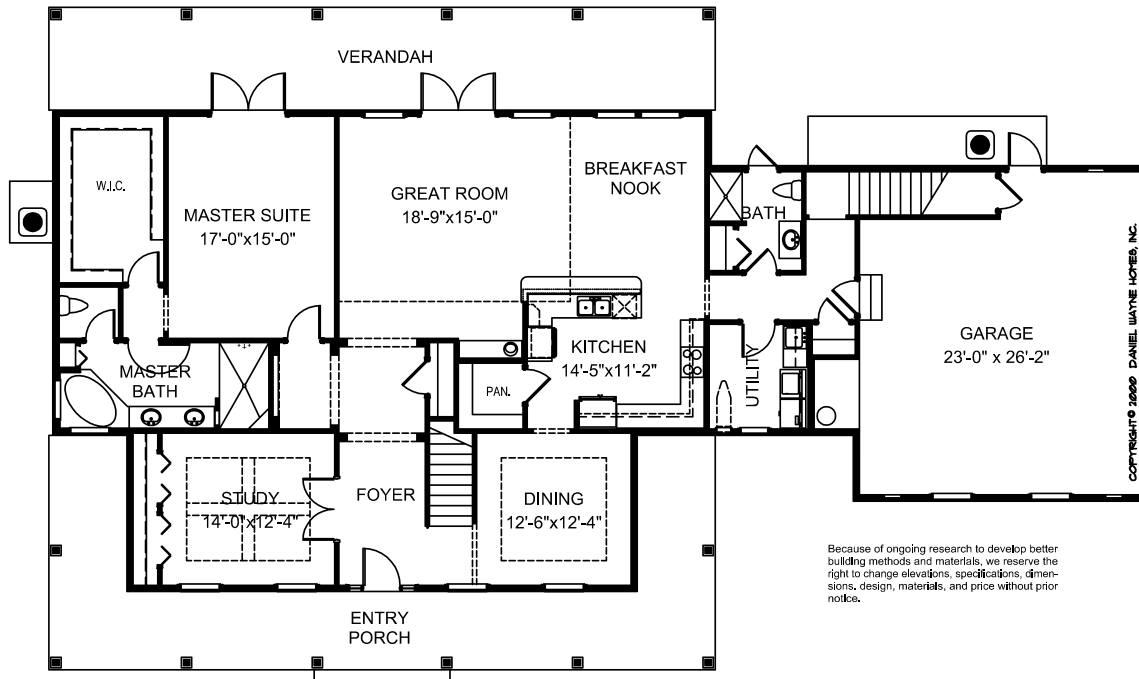 VERANDAH
W.I.C.
MASTER SUITE
17'-0"x15'-0"
GREAT ROOM
18'-9"x15'-0"
BREAKFAST
NOOK
BATH
GARAGE
23'-0" x 26'-2"
KITCHEN
14'-5"x11'-2"
PAN.
UTILITY
MASTER
BATH
STUDY
14'-0"x12'-4"
FOYER
DINING
12'-6"x12'-4"
ENTRY
PORCH
COPYRIGHT© 2000 DANIEL WAYNE HOMES, INC.
Because of ongoing research to develop better
building methods and materials, we reserve the
right to change elevations, specifications, dimen-
sions. design, materials, and price without prior
notice.